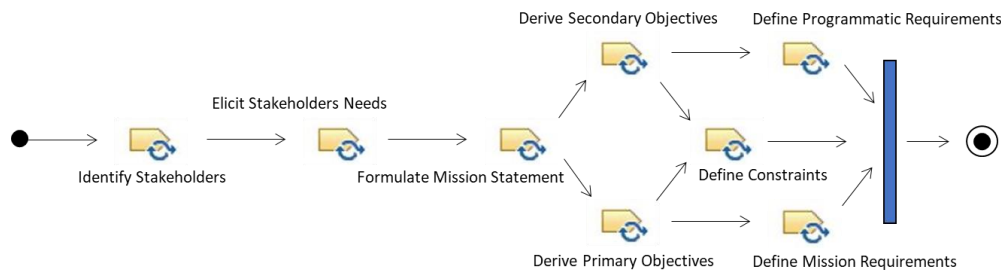 Derive Secondary Objectives
Define Programmatic Requirements
Elicit Stakeholders Needs
Identify Stakeholders
Formulate Mission Statement
Define Constraints
Derive Primary Objectives
Define Mission Requirements